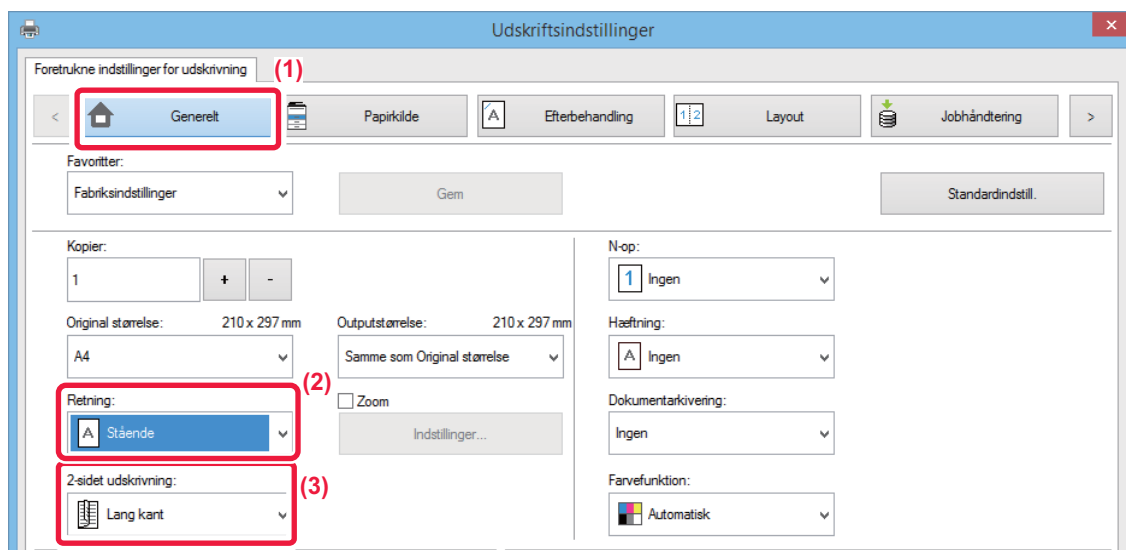 Udskriftsindstillinger
Foretrukne indstillinger for udskrivning
(1)
Generelt
Papirkilde
Efterbehandling
Layout
Jobhåndtering
Favoritter:
Fabriksindstillinger
Gem
Standardindstill.
Kopier:
1
+
-
N-op:
1 Ingen
Original størrelse: 210 x 297 mm
A4
Outputstørrelse: 210 x 297 mm
Samme som Original størrelse
Hæftning:
A Ingen
(2)
Retning:
A Stående
Zoom
Indstillinger...
Dokumentarkivering:
Ingen
2-sidet udskrivning:
(3)
Lang kant
Farvefunktion:
Automatisk